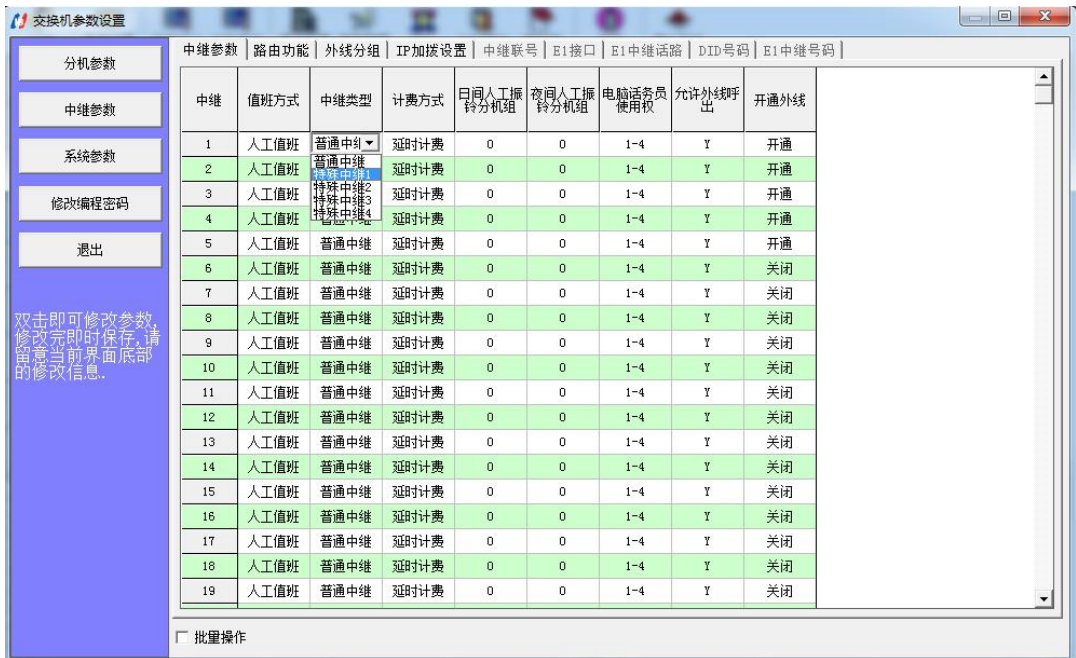 交换机参数设置
分机参数
中继参数
系统参数
修改编程密码
退出
双击即可修改参数,
修改完即时保存,请
留意当前界面底部
的修改信息..
中继参数 路由功能 外线分组 IP加拨设置 中继联号 E1接口 E1中继话路 DID号码 E1中继号码
中继 值班方式 中继类型 计费方式 日间人工振铃分机组 夜间人工振铃分机组 电脑话务员使用权 允许外线呼出 开通外线
1 人工值班 普通中纟 延时计费 0 0 1-4 Y 开通
普通中继
特殊中继1
特殊中继2
特殊中继3
特殊中继4
2 人工值班 延时计费 0 0 1-4 Y 开通
3 人工值班 延时计费 0 0 1-4 Y 开通
4 人工值班 延时计费 0 0 1-4 Y 开通
5 人工值班 普通中继 延时计费 0 0 1-4 Y 开通
6 人工值班 普通中继 延时计费 0 0 1-4 Y 关闭
7 人工值班 普通中继 延时计费 0 0 1-4 Y 关闭
8 人工值班 普通中继 延时计费 0 0 1-4 Y 关闭
9 人工值班 普通中继 延时计费 0 0 1-4 Y 关闭
10 人工值班 普通中继 延时计费 0 0 1-4 Y 关闭
11 人工值班 普通中继 延时计费 0 0 1-4 Y 关闭
12 人工值班 普通中继 延时计费 0 0 1-4 Y 关闭
13 人工值班 普通中继 延时计费 0 0 1-4 Y 关闭
14 人工值班 普通中继 延时计费 0 0 1-4 Y 关闭
15 人工值班 普通中继 延时计费 0 0 1-4 Y 关闭
16 人工值班 普通中继 延时计费 0 0 1-4 Y 关闭
17 人工值班 普通中继 延时计费 0 0 1-4 Y 关闭
18 人工值班 普通中继 延时计费 0 0 1-4 Y 关闭
19 人工值班 普通中继 延时计费 0 0 1-4 Y 关闭
批量操作